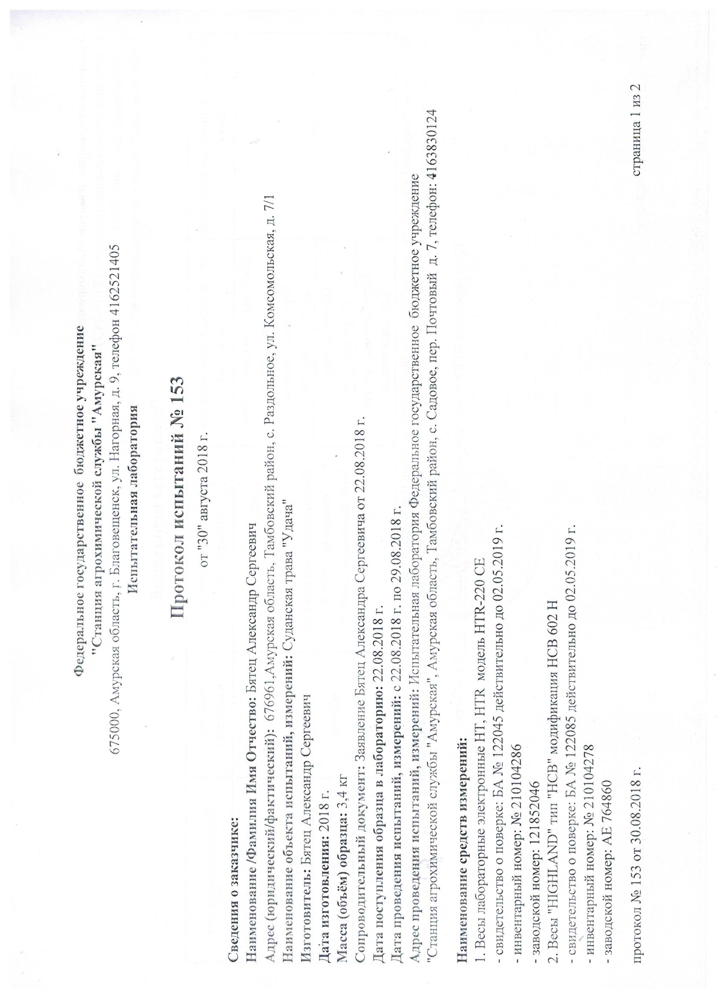 Федеральное государственное бюджетное учреждение
"Станция агрохимической службы "Амурская"
675000, Амурская область, г. Благовещенск, ул. Нагорная, д. 9, телефон 4162521405
Испытательная лаборатория
Протокол испытаний № 153
от "30" августа 2018 г.
Сведения о заказчике:
Наименование /Фамилия Имя Отчество: Бятец Александр Сергеевич
Адрес (юридический/фактический): 676961,Амурская область, Тамбовский район, с. Раздольное, ул. Комсомольская, д. 7/1
Наименование объекта испытаний, измерений: Суданская трава "Удача"
Изготовитель: Бятец Александр Сергеевич
Дата изготовления: 2018 г.
Масса (объём) образца: 3,4 кг
Сопроводительный документ: Заявление Бятец Александра Сергеевича от 22.08.2018 г.
Дата поступления образца в лабораторию: 22.08.2018 г.
Дата проведения испытаний, измерений: с 22.08.2018 г. по 29.08.2018 г.
Адрес проведения испытаний, измерений: Испытательная лаборатория Федеральное государственное бюджетное учреждение
"Станция агрохимической службы "Амурская", Амурская область, Тамбовский район, с. Садовое, пер. Почтовый д. 7, телефон: 4163830124
Наименование средств измерений:
1. Весы лабораторные электронные HT, HTR модель HTR-220 CE
- свидетельство о поверке: БА № 122045 действительно до 02.05.2019 г.
- инвентарный номер: № 210104286
- заводской номер: 121852046
2. Весы "HIGHLAND" тип "HCB" модификация HCB 602 H
- свидетельство о поверке: БА № 122085 действительно до 02.05.2019 г.
- инвентарный номер: № 210104278
- заводской номер: АЕ 764860
протокол № 153 от 30.08.2018 г.
страница 1 из 2